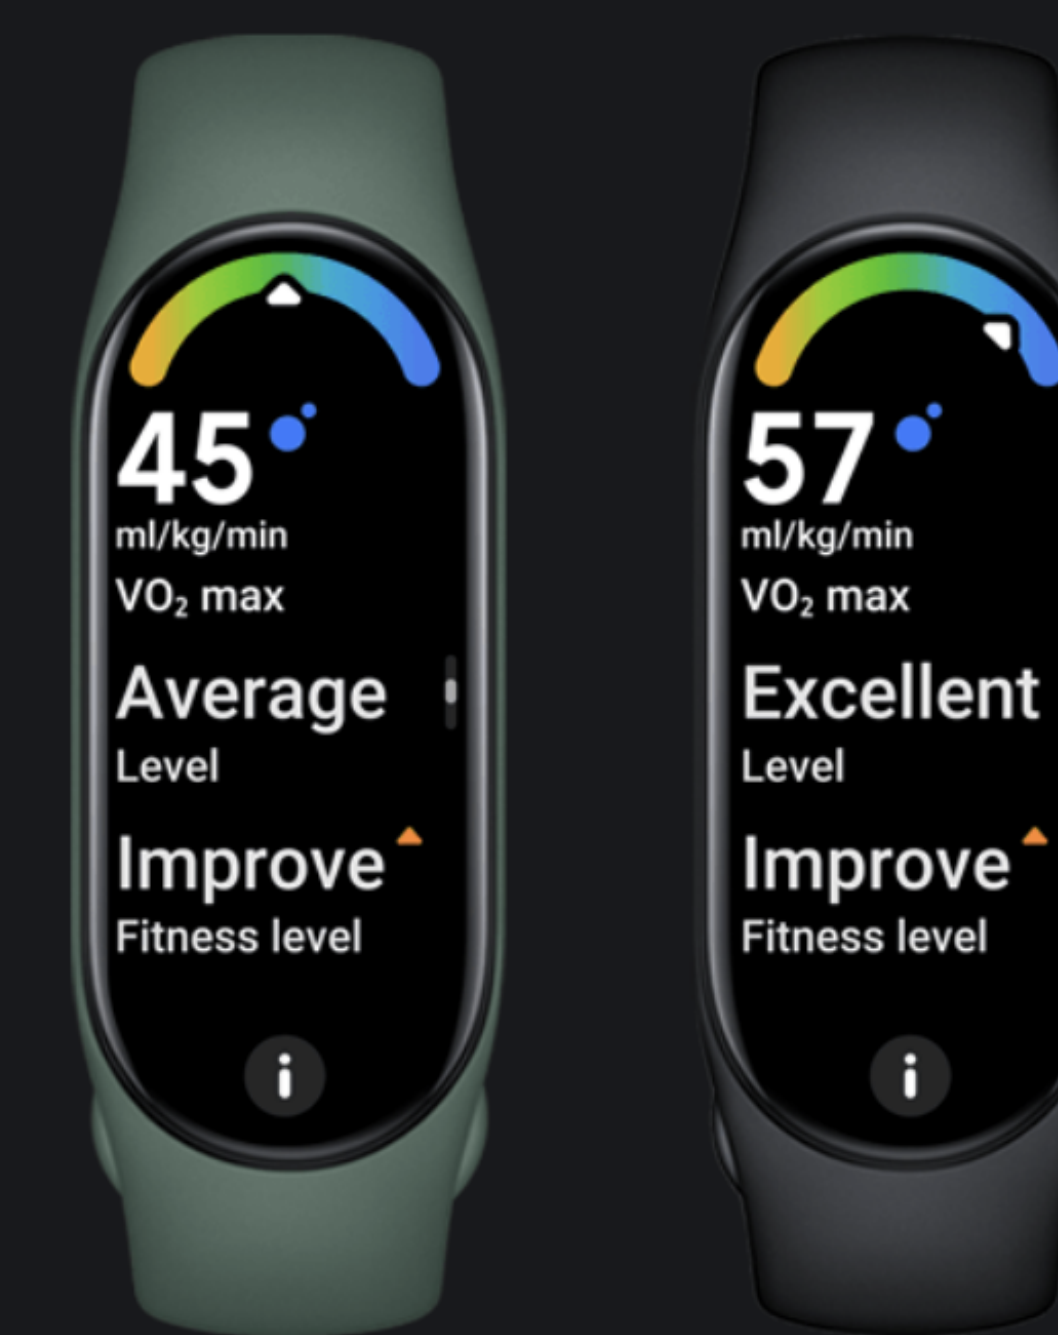 45
ml/kg/min
VO₂ max
Average
Level
Improve
Fitness level
i
57
ml/kg/min
VO₂ max
Excellent
Level
Improve
Fitness level
i